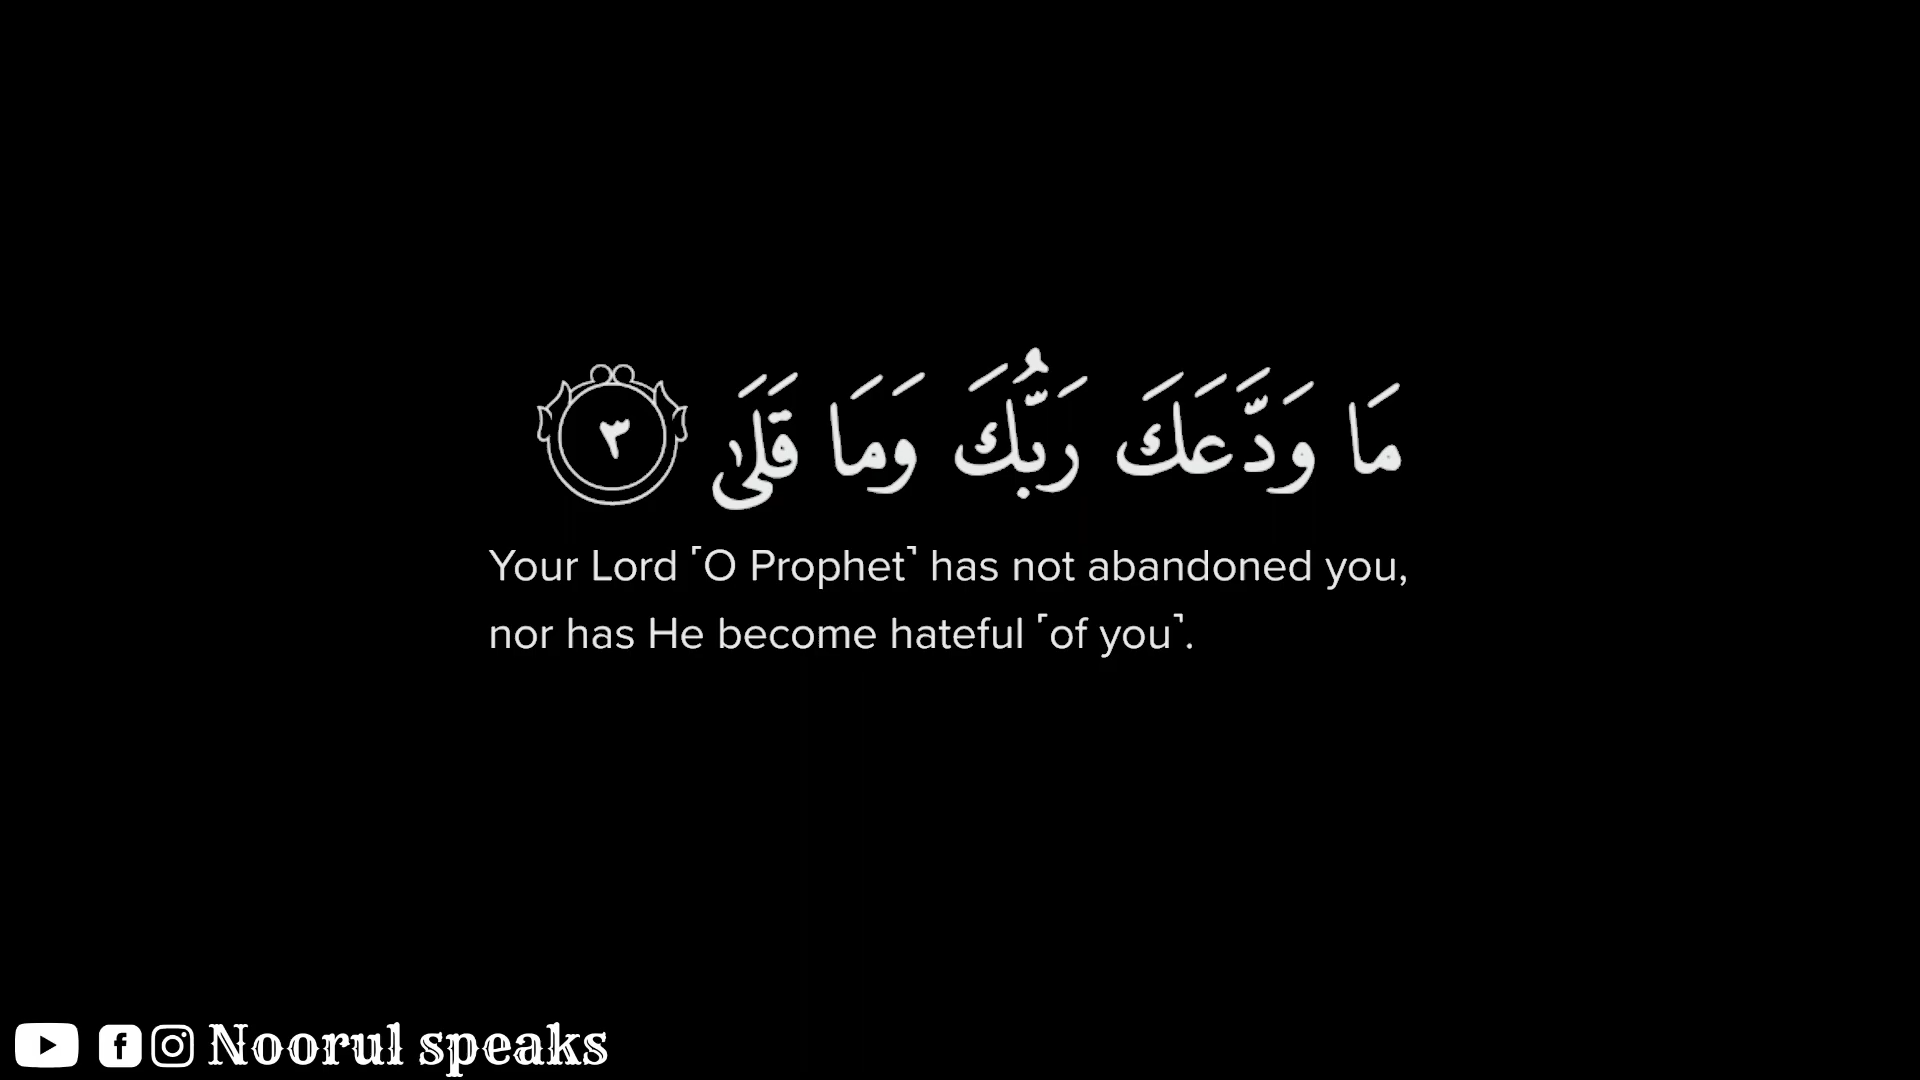 مَا وَدَّعَكَ رَبُّكَ وَمَا قَلَىٰ ٣
Your Lord ˹O Prophet˺ has not abandoned you,
nor has He become hateful ˹of you˺.
Noorul speaks